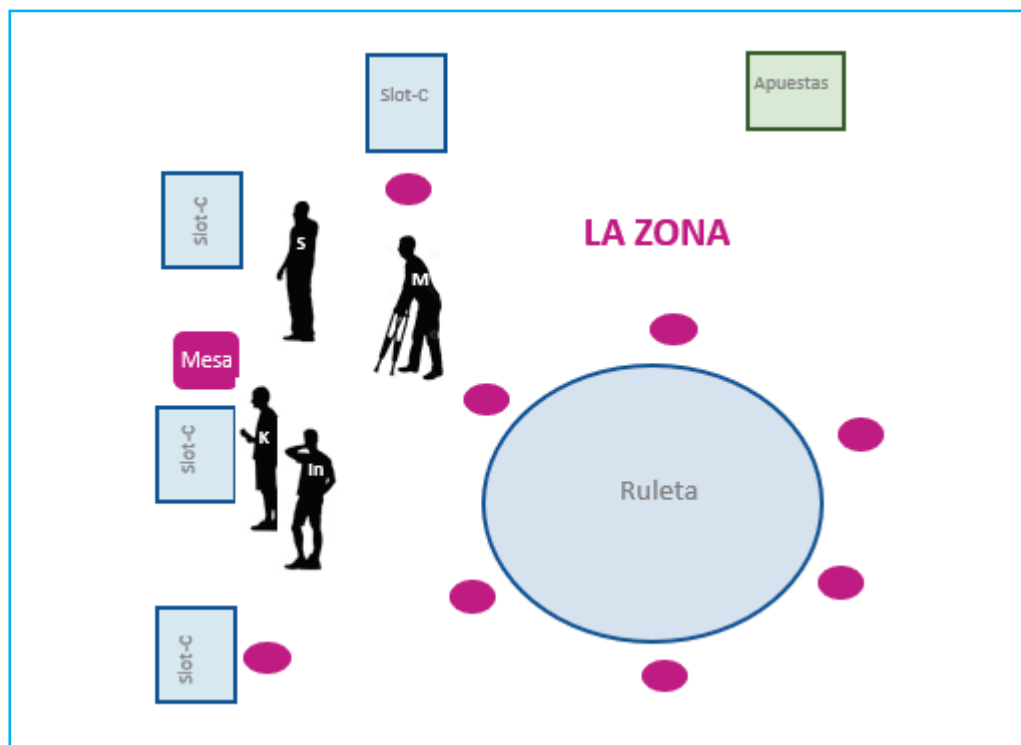 Slot-C
Apuestas
Slot-C
S
LA ZONA
M
Mesa
Slot-C
K
In
Ruleta
Slot-C